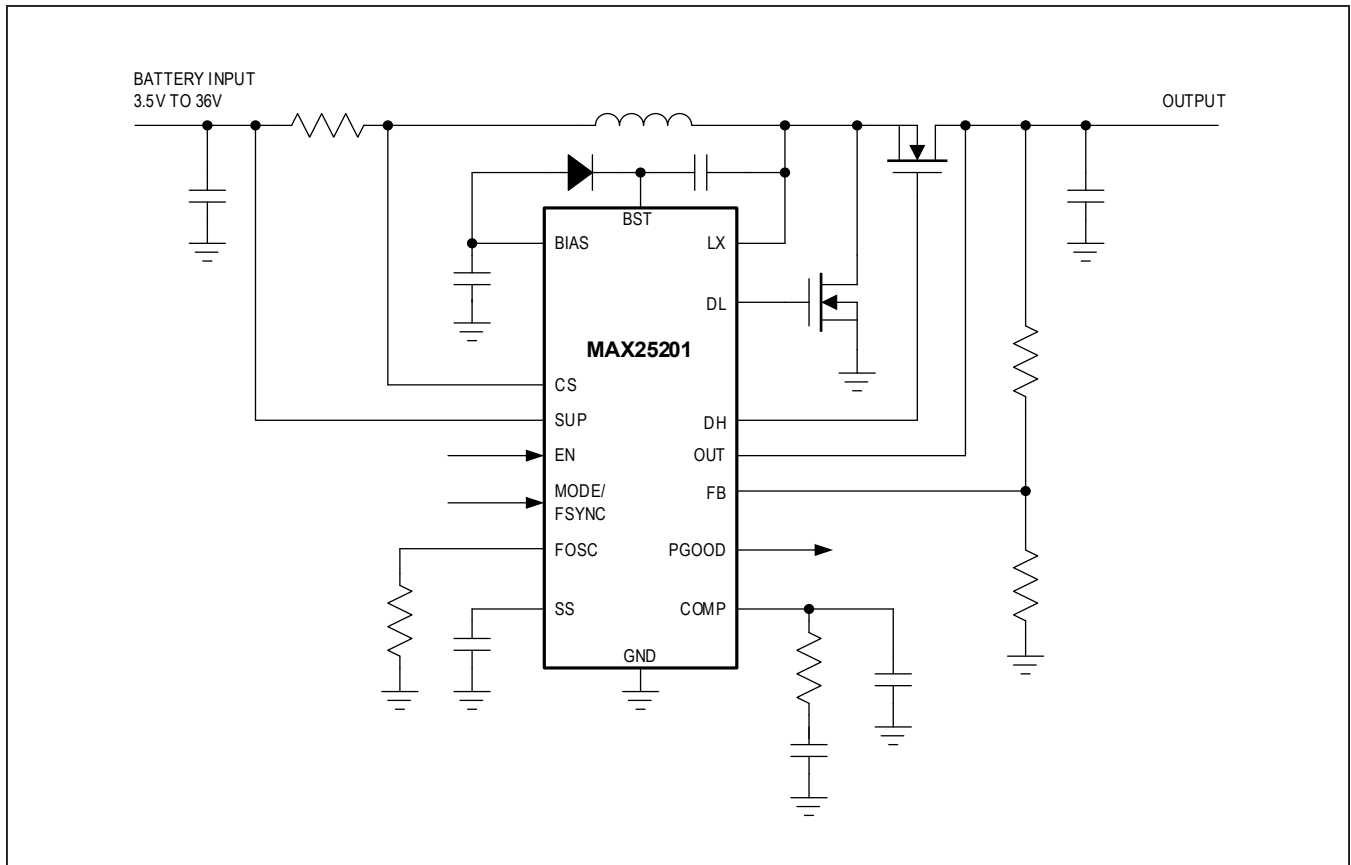 BATTERY INPUT
3.5V TO 36V
OUTPUT
BST
BIAS
LX
DL
MAX25201
CS
SUP
DH
EN
OUT
MODE/
FSYNC
FB
FOSC
PGOOD
SS
COMP
GND